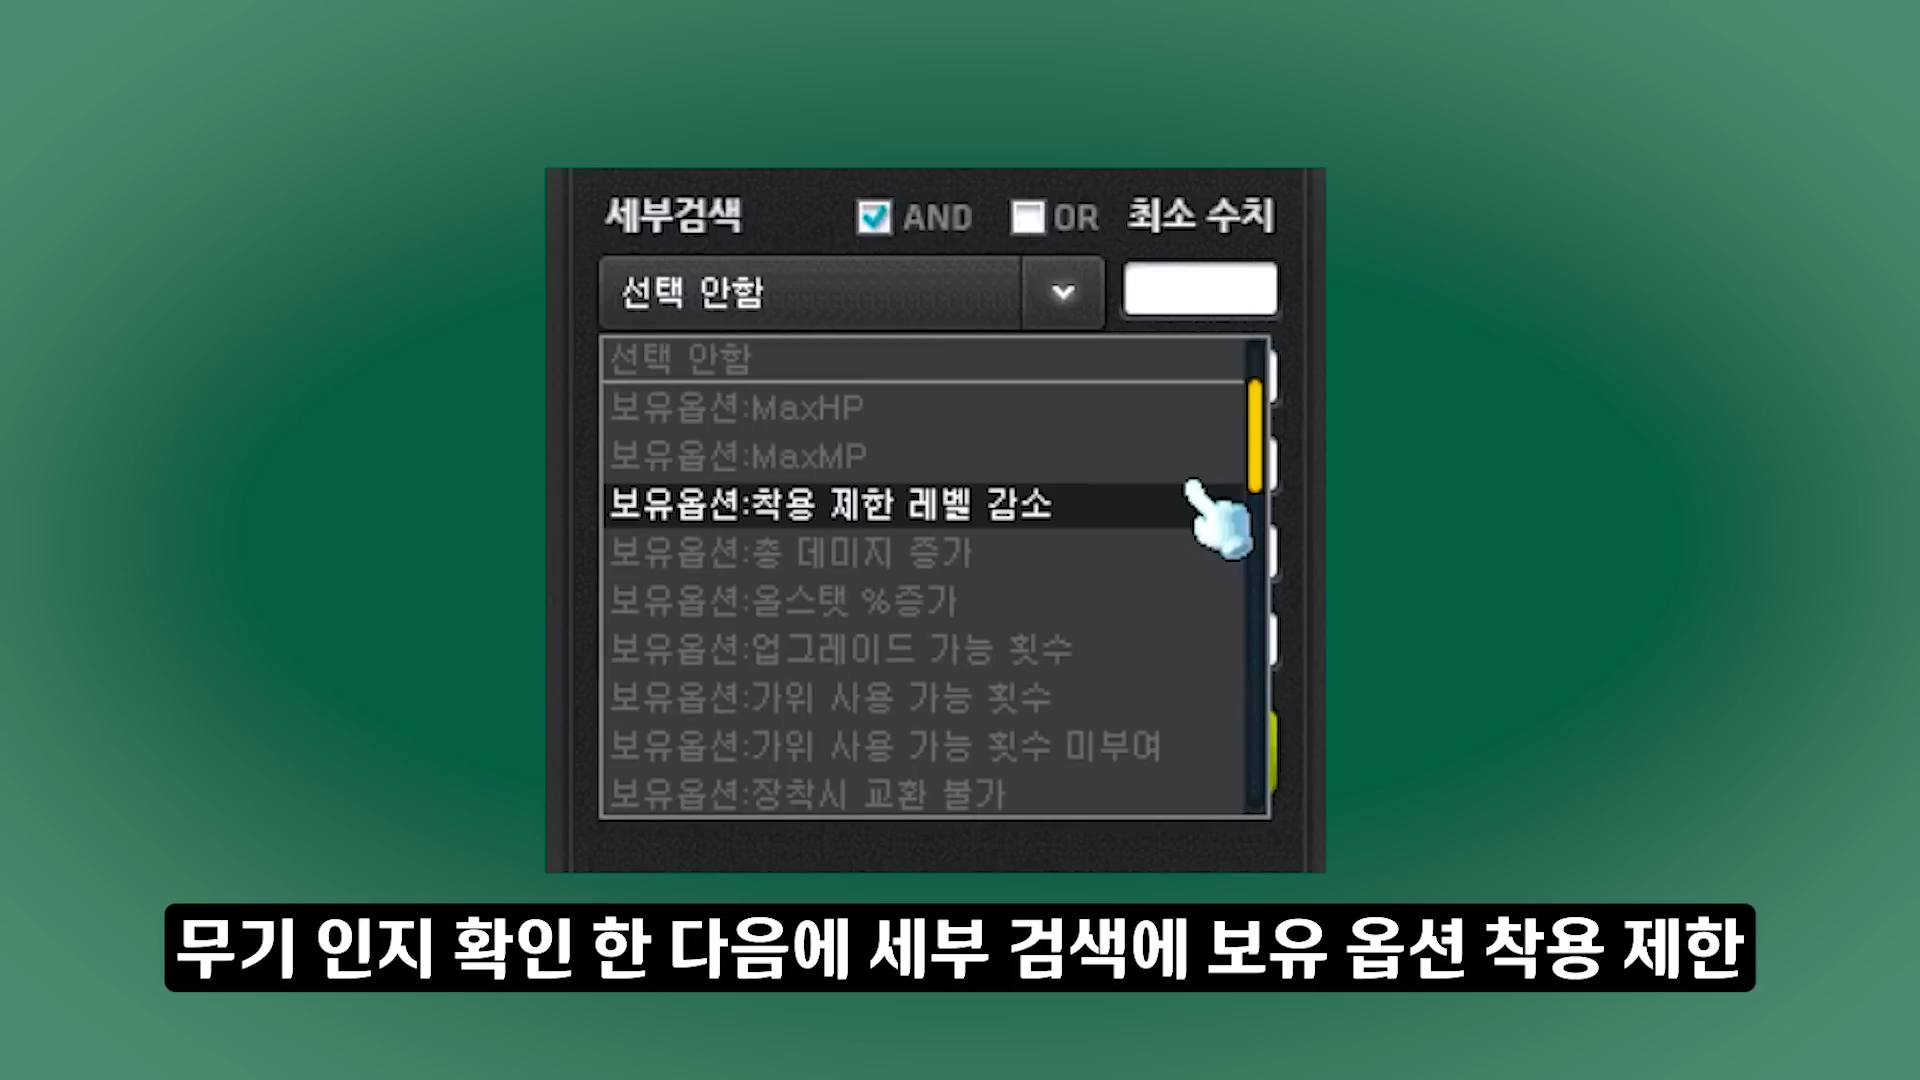 세부검색 AND OR 최소 수치
선택 안함
선택 안함
보유옵션:MaxHP
보유옵션:MaxMP
보유옵션:착용 제한 레벨 감소
보유옵션:총 데미지 증가
보유옵션:올스탯 %증가
보유옵션:업그레이드 가능 횟수
보유옵션:가위 사용 가능 횟수
보유옵션:가위 사용 가능 횟수 미부여
보유옵션:장착시 교환 불가
무기 인지 확인 한 다음에 세부 검색에 보유 옵션 착용 제한